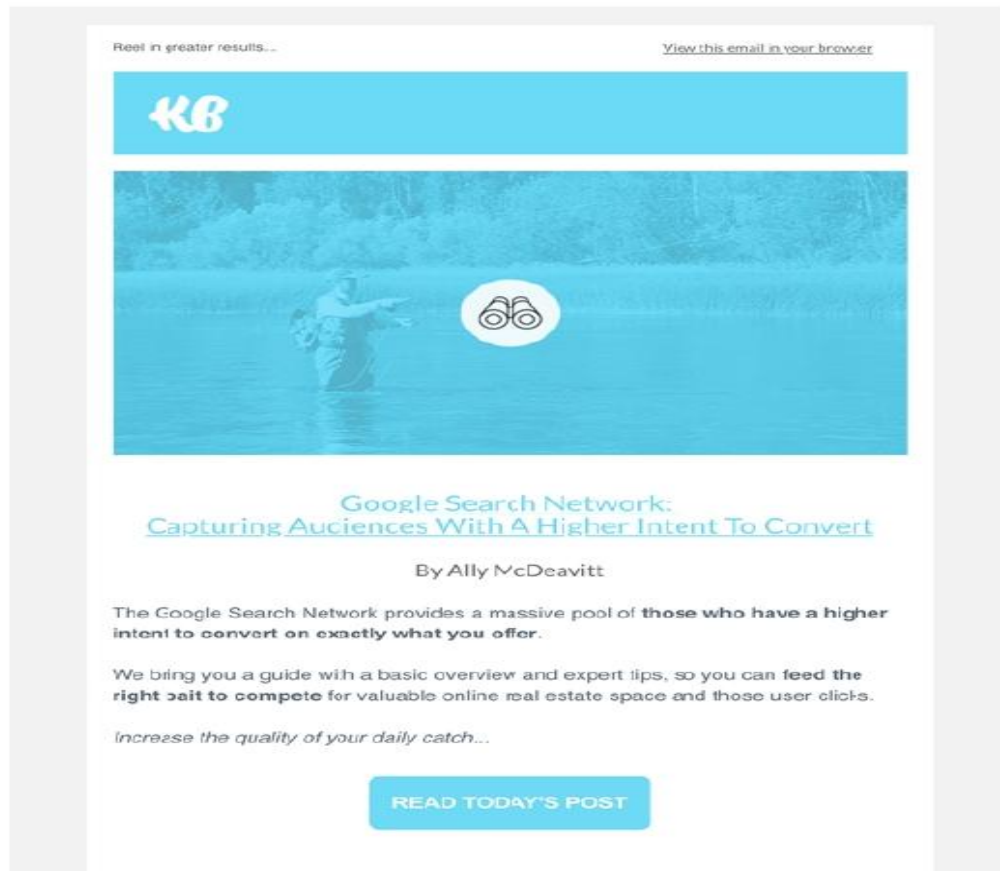 Reel in greater results...
View this email in your browser
KB
Google Search Network:
Capturing Audiences With A Higher Intent To Convert
By Ally McDeavitt
The Google Search Network provides a massive pool of those who have a higher
intent to convert on exactly what you offer.
We bring you a guide with a basic overview and expert tips, so you can feed the
right bait to compete for valuable online real estate space and those user clicks.
Increase the quality of your daily catch...
READ TODAY'S POST